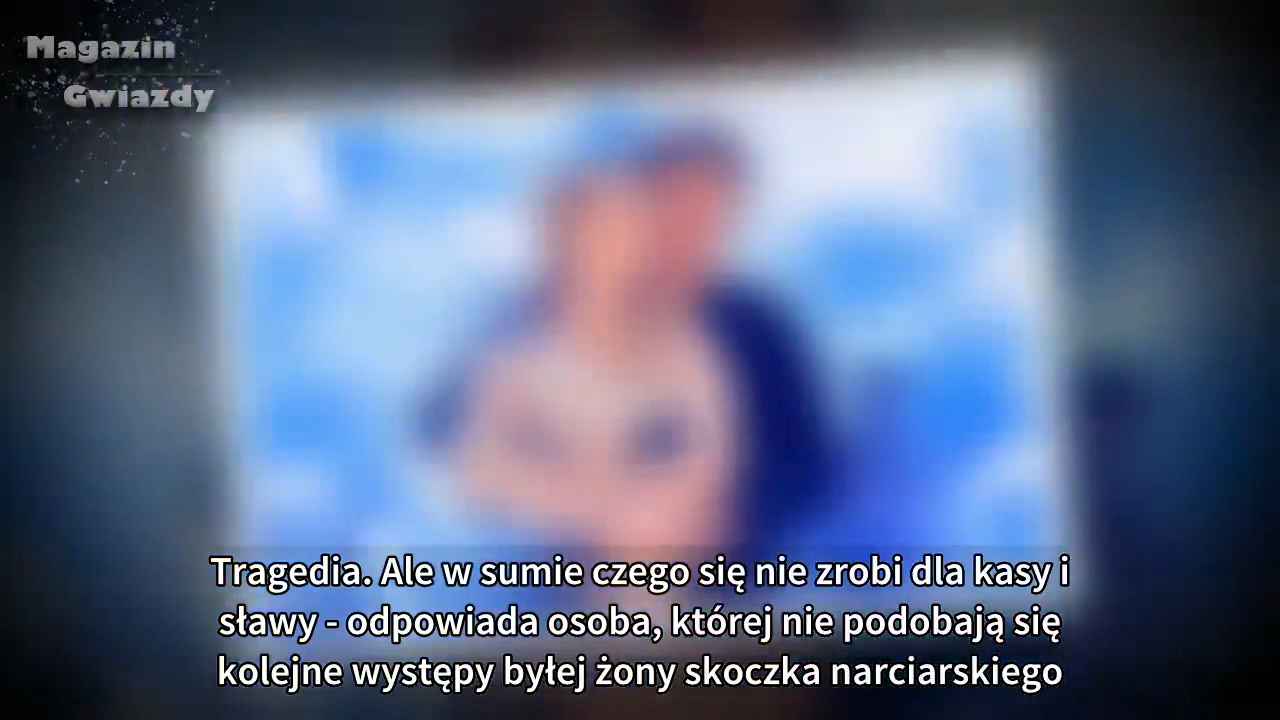 Magazin
Gwiazdy
Tragedia. Ale w sumie czego się nie zrobi dla kasy i
sławy - odpowiada osoba, której nie podobają się
kolejne występy byłej żony skoczka narciarskiego